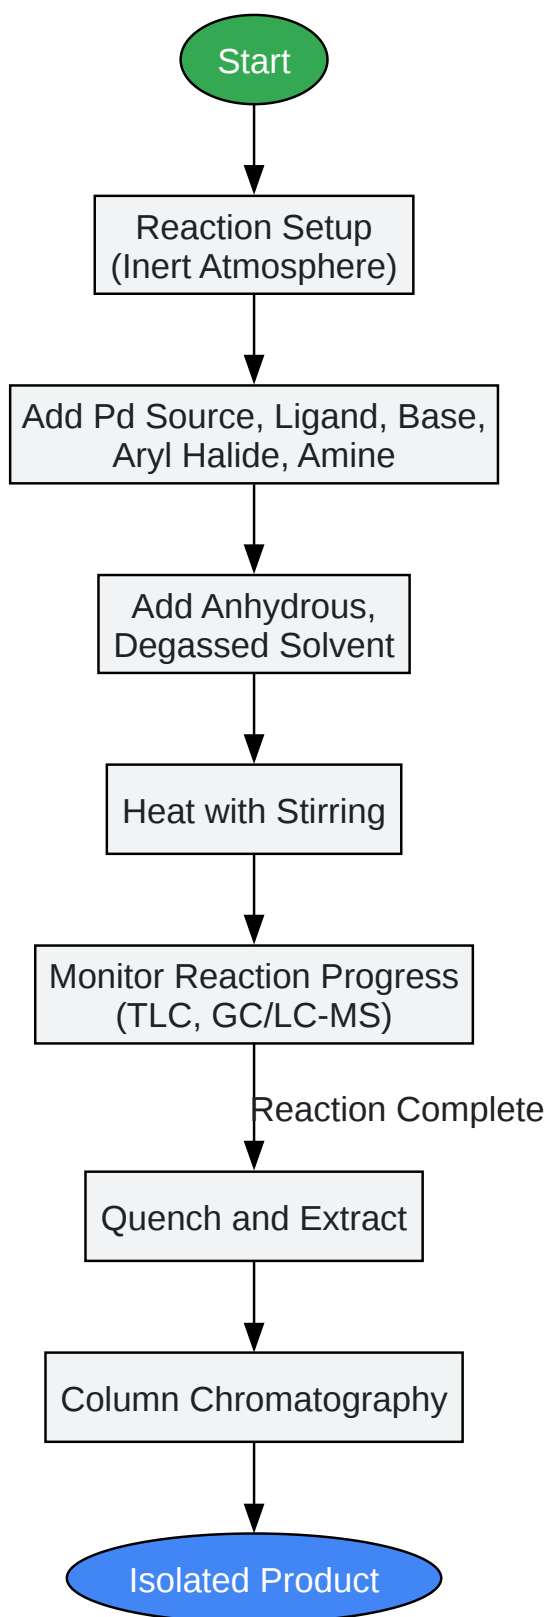 Start
Reaction Setup
(Inert Atmosphere)
Add Pd Source, Ligand, Base,
Aryl Halide, Amine
Add Anhydrous,
Degassed Solvent
Heat with Stirring
Monitor Reaction Progress
(TLC, GC/LC-MS)
Reaction Complete
Quench and Extract
Column Chromatography
Isolated Product